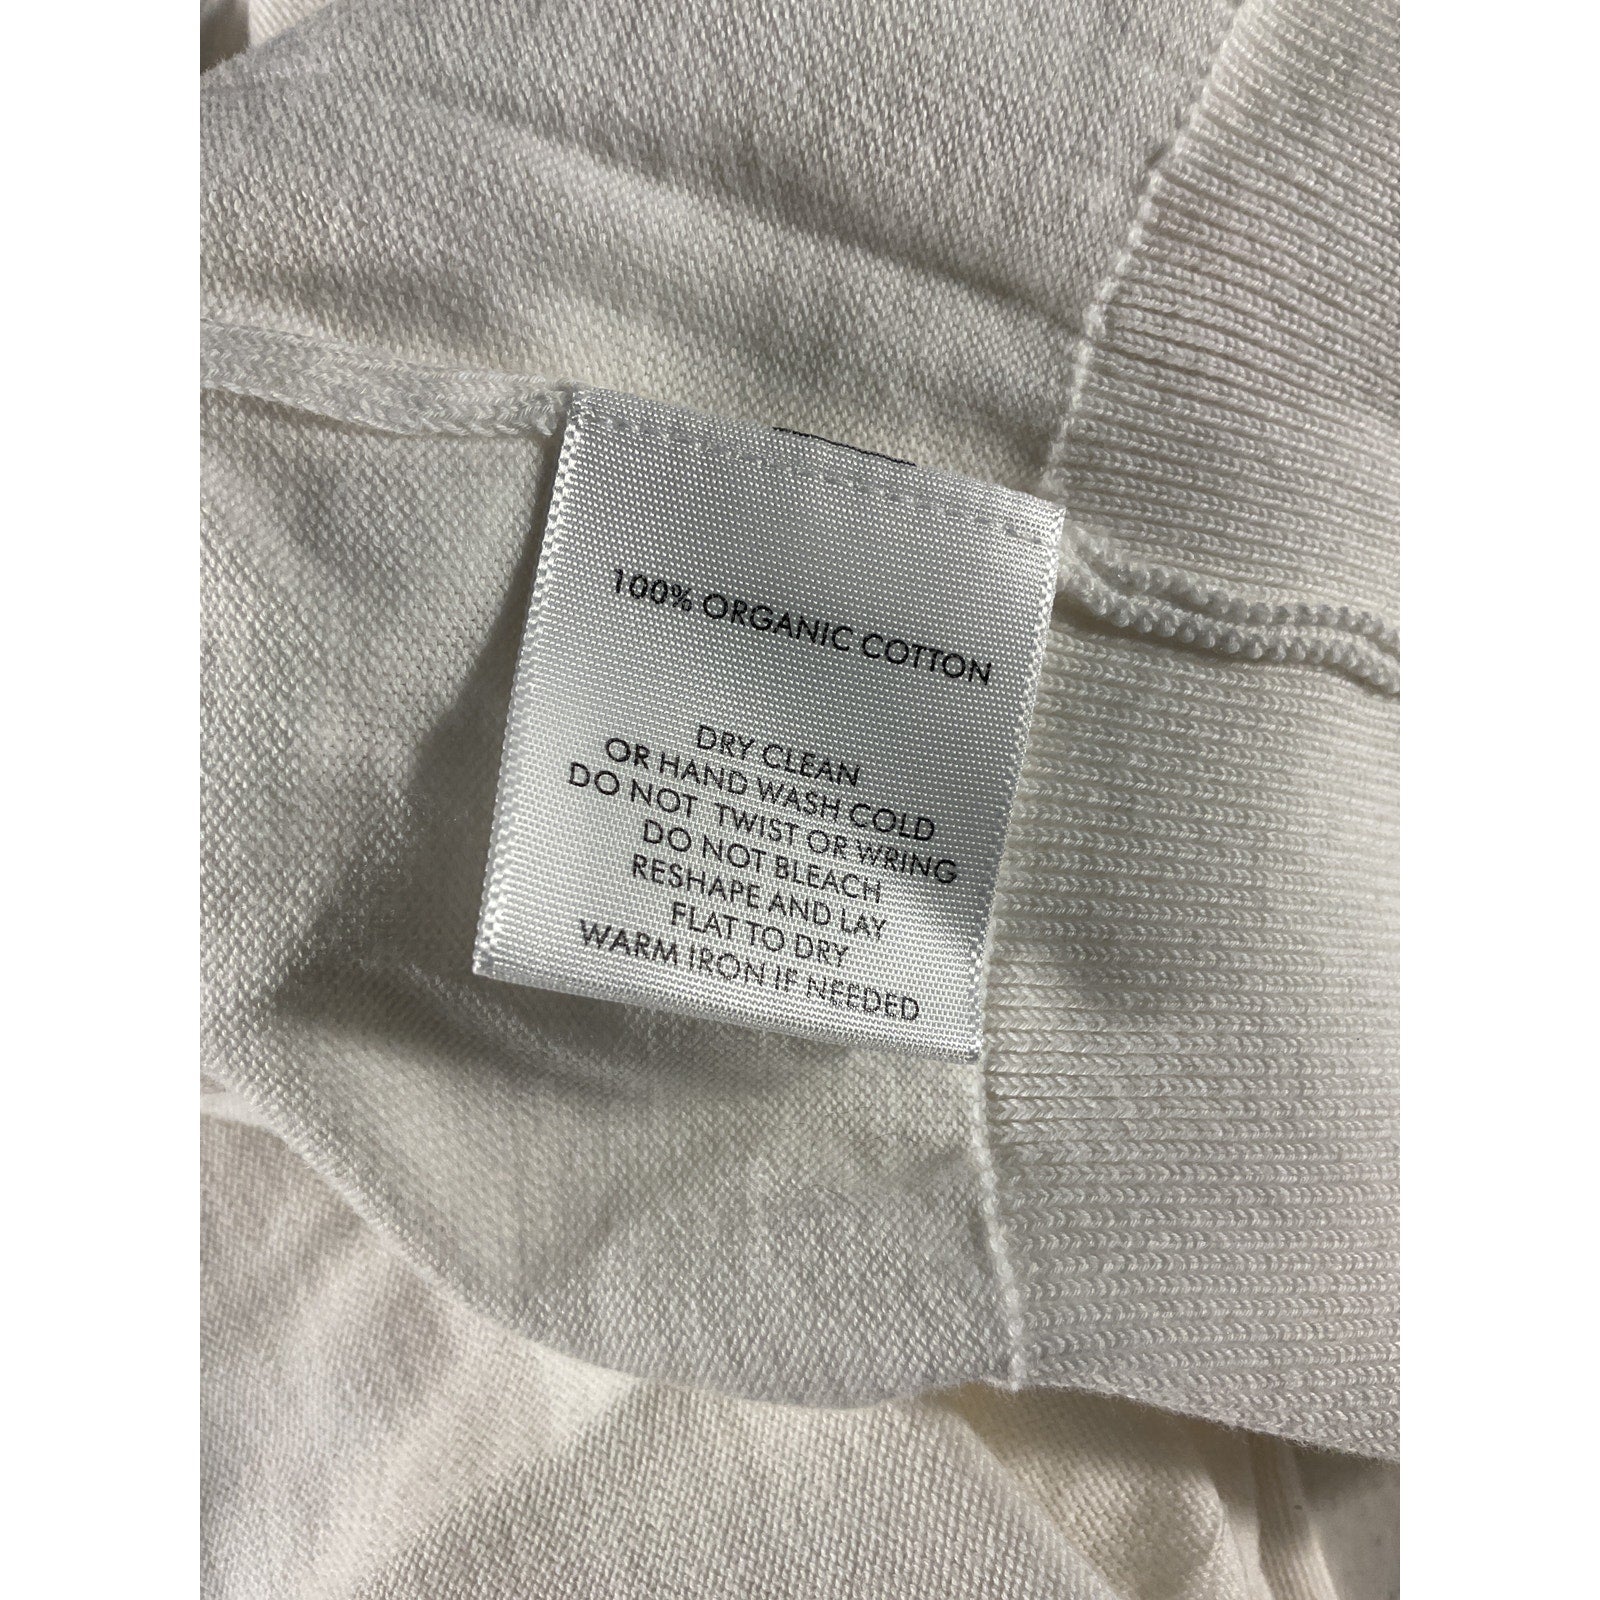 100% ORGANIC COTTON
DRY CLEAN
OR HAND WASH COLD
DO NOT TWIST OR WRING
DO NOT BLEACH
RESHAPE AND LAY
FLAT TO DRY
WARM IRON IF NEEDED